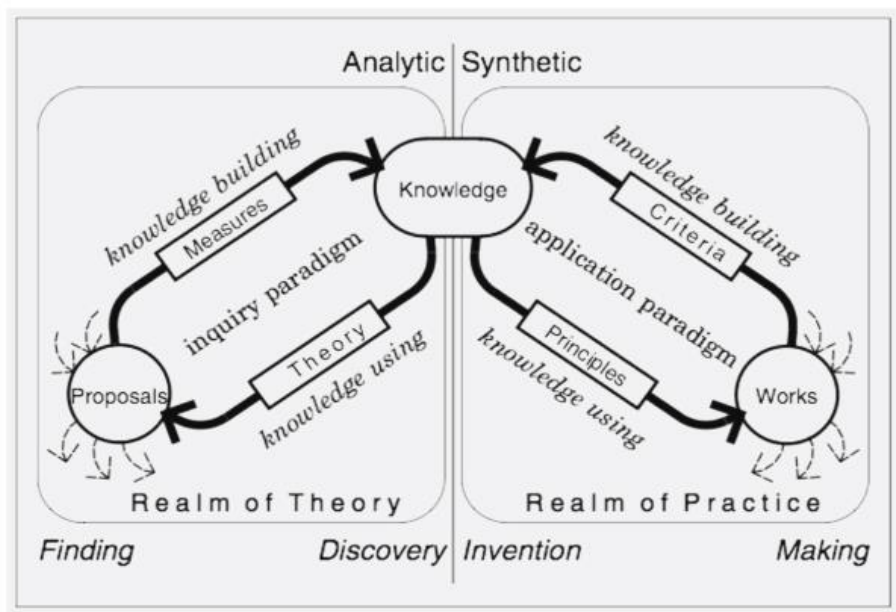 Analytic Synthetic
knowledge building
Measures
inquiry paradigm
Theory
knowledge using
Proposals
Knowledge
knowledge building
Criteria
application paradigm
Principles
knowledge using
Works
Realm of Theory
Realm of Practice
Finding Discovery Invention Making